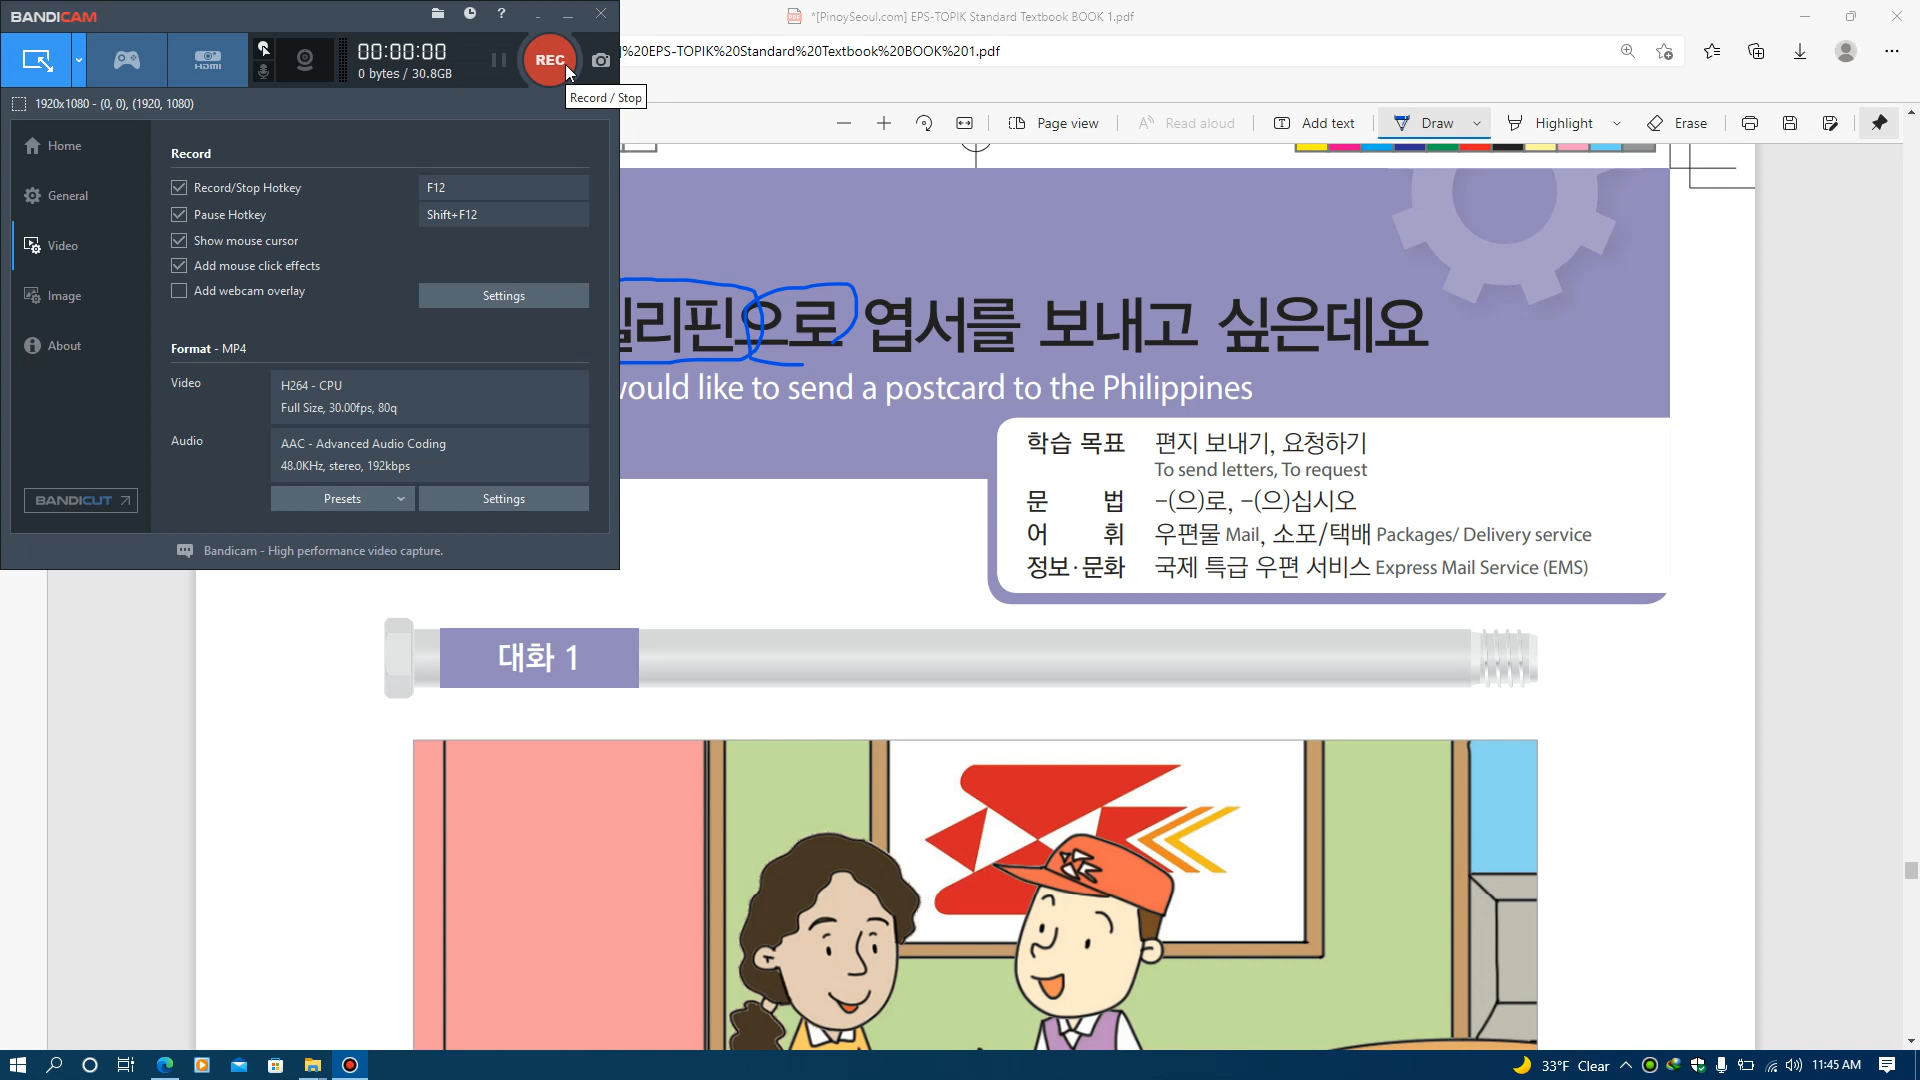 BANDICAM
?
00:00:00
0 bytes / 30.8GB
REC
Record / Stop
HDMI
1920x1080 - (0, 0), (1920, 1080)
Home
General
Video
Image
About
BANDICUT
Record
Record/Stop Hotkey F12
Pause Hotkey Shift+F12
Show mouse cursor
Add mouse click effects
Add webcam overlay
Settings
Format - MP4
Video H264 - CPU
Full Size, 30.00fps, 80q
Audio AAC - Advanced Audio Coding
48.0KHz, stereo, 192kbps
Presets Settings
Bandicam - High performance video capture.
*[PinoySeoul.com] EPS-TOPIK Standard Textbook BOOK 1.pdf
]%20EPS-TOPIK%20Standard%20Textbook%20BOOK%201.pdf
Page view Read aloud Add text Draw Highlight Erase
리핀으로 엽서를 보내고 싶은데요
would like to send a postcard to the Philippines
학습 목표 편지 보내기, 요청하기
To send letters, To request
문 법 -(으)로, -(으)십시오
어 휘 우편물 Mail, 소포/택배 Packages/ Delivery service
정보·문화 국제 특급 우편 서비스 Express Mail Service (EMS)
대화 1
33°F Clear 11:45 AM